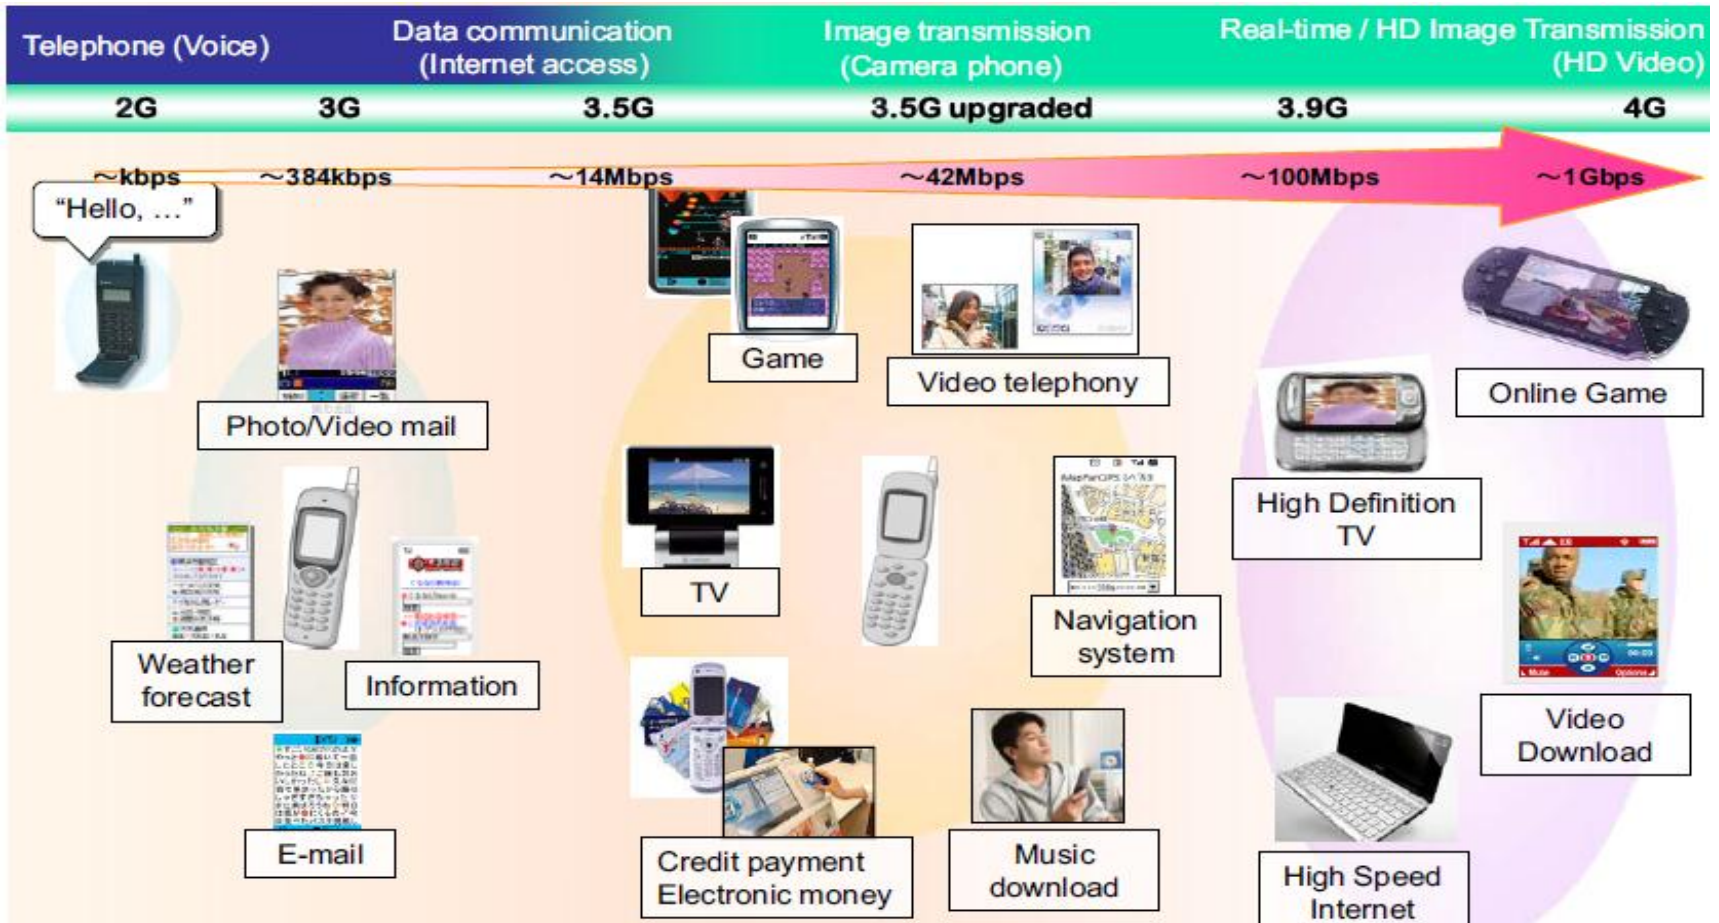 Telephone (Voice)
Data communication
(Internet access)
Image transmission
(Camera phone)
Real-time / HD Image Transmission
(HD Video)
2G
3G
3.5G
3.5G upgraded
3.9G
4G
~kbps
~384kbps
~14Mbps
~42Mbps
~100Mbps
~1Gbps
“Hello, …”
Game
Video telephony
Online Game
Photo/Video mail
High Definition
TV
TV
Navigation
system
Weather
forecast
Information
Mute
Options
Video
Download
E-mail
Credit payment
Electronic money
Music
download
High Speed
Internet